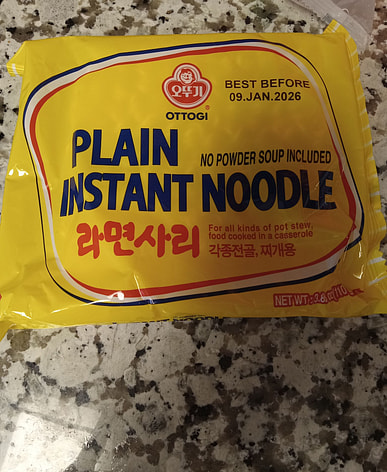 오뚜기
OTTOGI
BEST BEFORE
09.JAN.2026
PLAIN
NO POWDER SOUP INCLUDED
INSTANT NOODLE
라면사리
For all kinds of pot stew,
food cooked in a casserole
각종전골, 찌개용
NET WT.